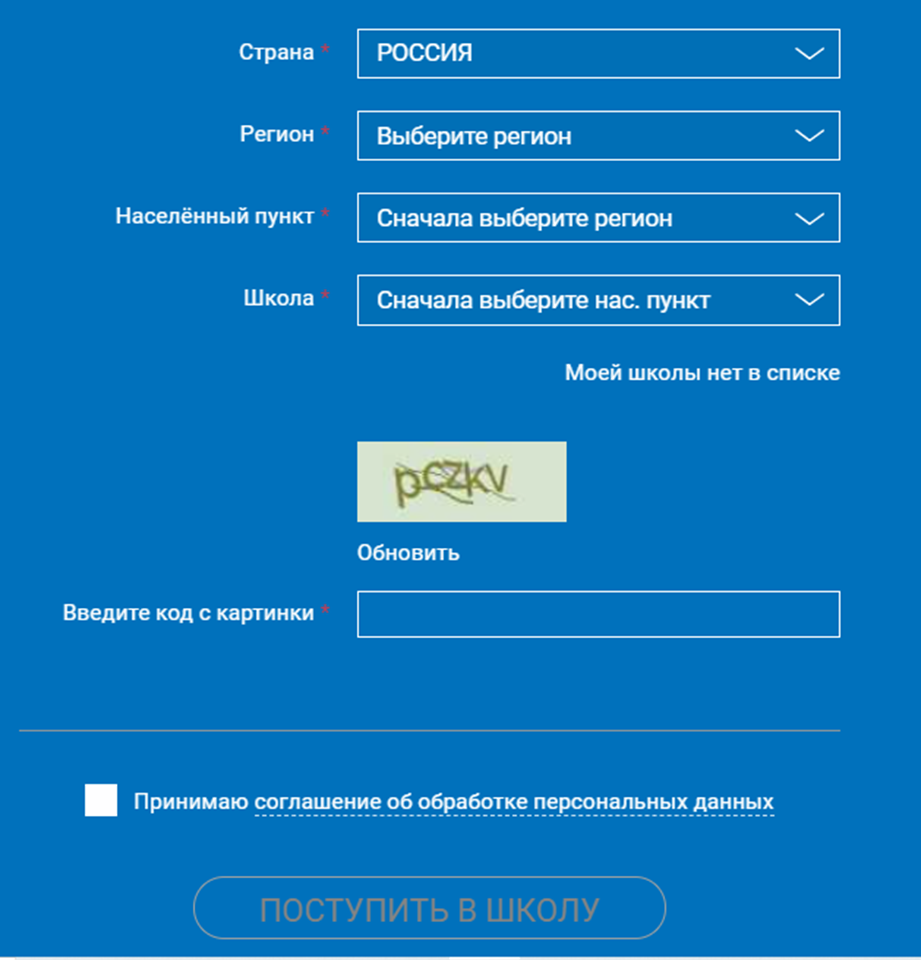 Страна *
РОССИЯ
Регион *
Выберите регион
Населённый пункт *
Сначала выберите регион
Школа *
Сначала выберите нас. пункт
Моей школы нет в списке
Обновить
Введите код с картинки *
Принимаю соглашение об обработке персональных данных
ПОСТУПИТЬ В ШКОЛУ